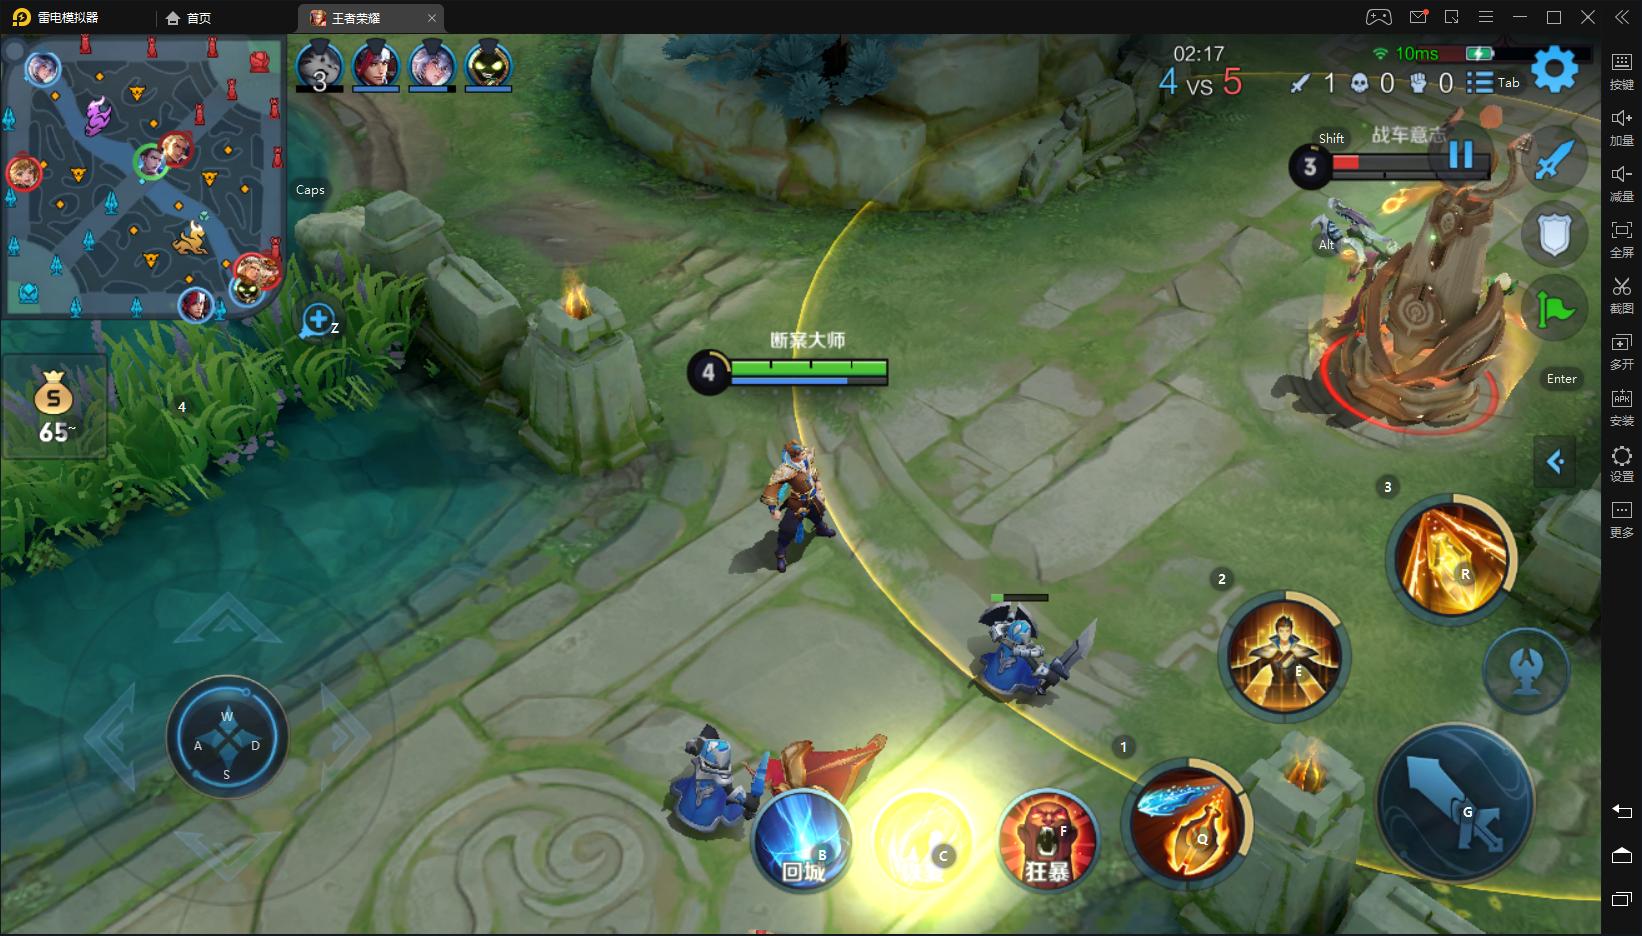 雷电模拟器
首页
王者荣耀
3
02:17
4 vs 5
10ms
1
0
0
Tab
Shift
战车意志
3
按键
加量
减量
全屏
截图
多开
安装
设置
更多
Caps
Alt
Z
断案大师
4
Enter
S
65~
4
3
R
2
E
W
A
D
S
1
Q
G
B
回城
C
F
狂暴
APK